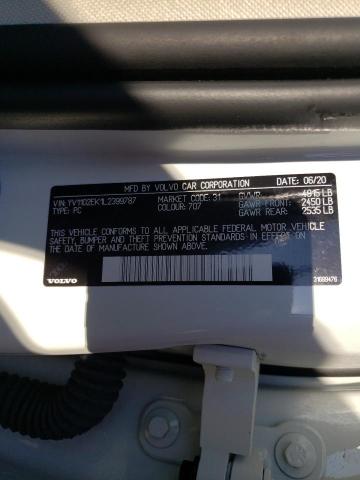 MFD BY VOLVO CAR CORPORATION DATE: 06/20
VIN: YV1102EK1L2399787 MARKET CODE: 31 GVWR 4815 LB
TYPE: PC COLOUR: 707 GAWR FRONT: 2450 LB
GAWR REAR: 2535 LB
THIS VEHICLE CONFORMS TO ALL APPLICABLE FEDERAL MOTOR VEHICLE
SAFETY, BUMPER AND THEFT PREVENTION STANDARDS IN EFFECT ON THE
DATE OF MANUFACTURE SHOWN ABOVE.
VOLVO
31699476